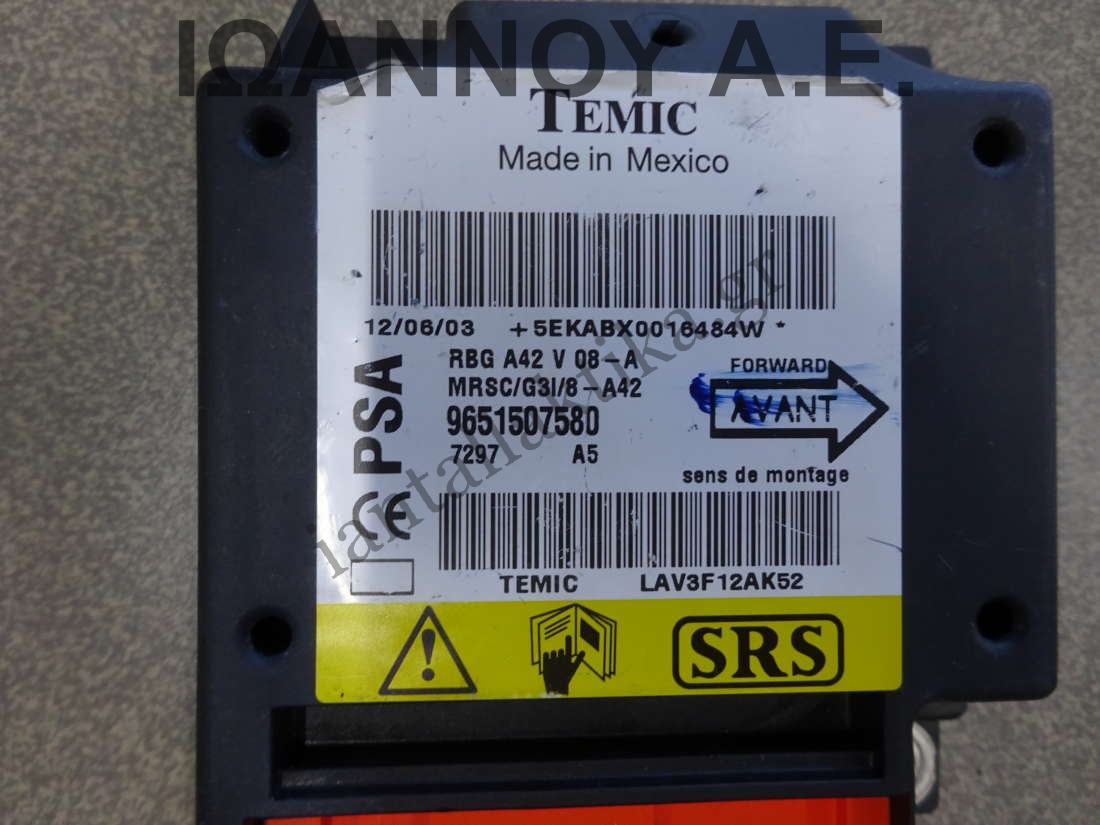 ΙΩΑΝΝΟΥ Α.Ε.
TEMIC
Made in Mexico
12/06/03 +5EKABX0016484W *
RBG A42 V 08-A
MRSC/G3I/8-A42
9651507580
7297 A5
PSA
CE
FORWARD
AVANT
sens de montage
TEMIC LAV3F12AK52
SRS
iantallaktika.gr